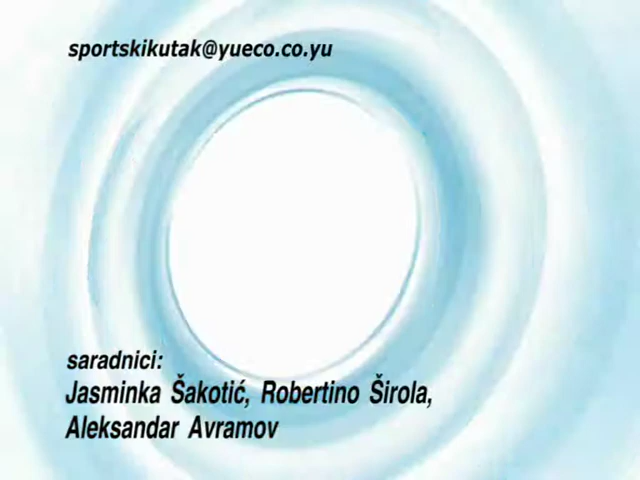 sportskikutak@yueco.co.yu
saradnici:
Jasminka Šakotić, Robertino Širola,
Aleksandar Avramov